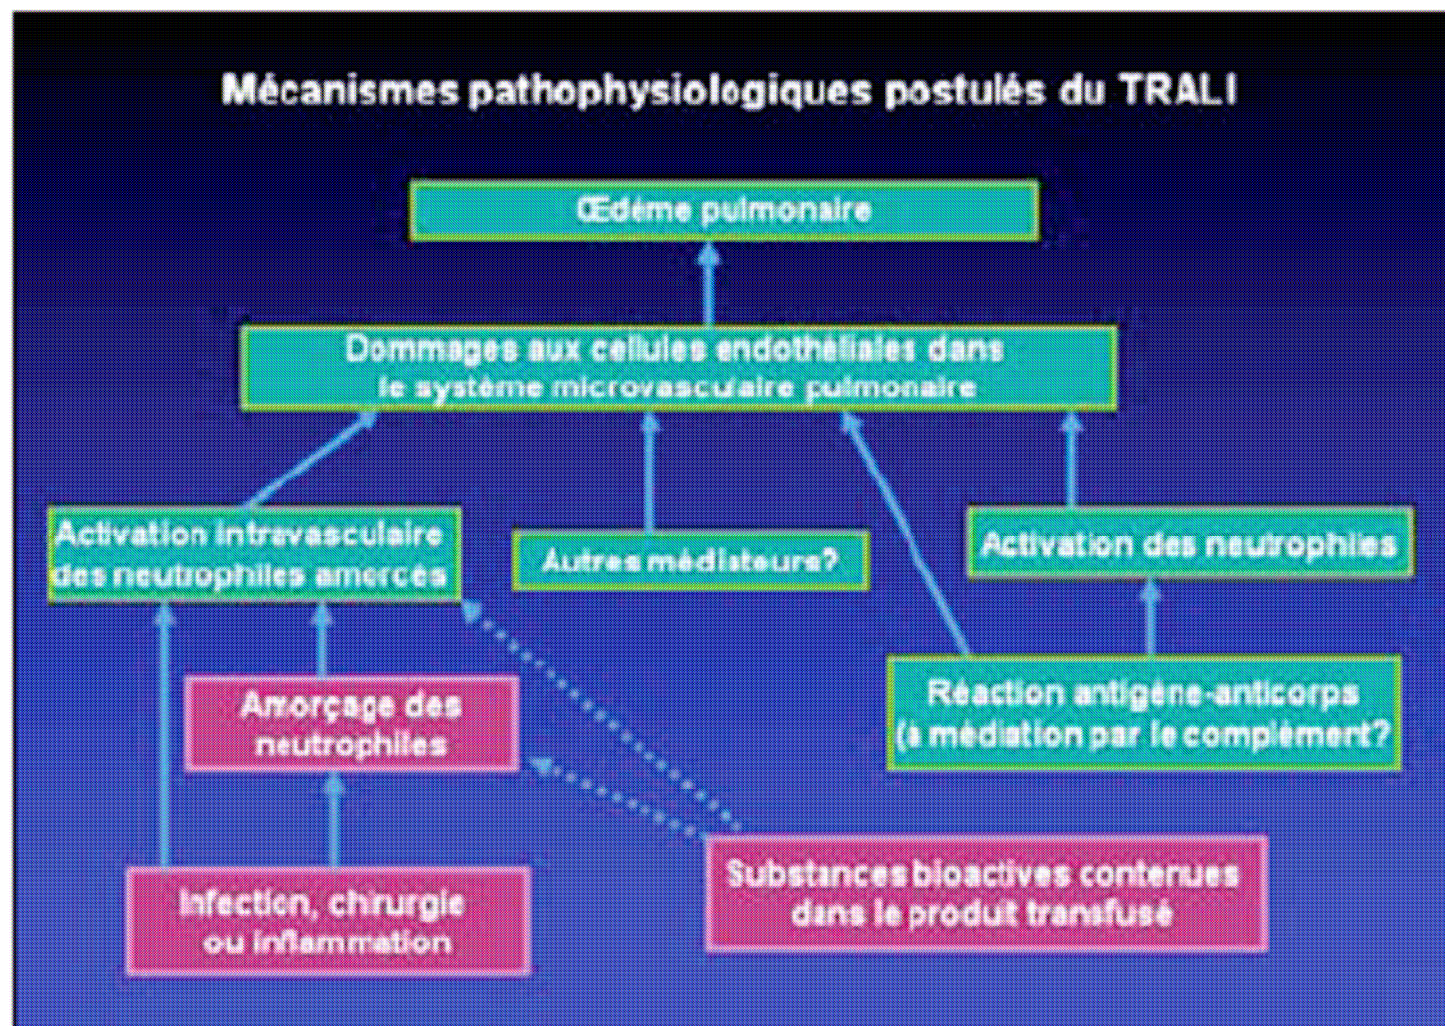 Mécanismes pathophysiologiques postulés du TRALI
Œdème pulmonaire
Dommages aux cellules endothéliales dans
le système microvasculaire pulmonaire
Activation intravasculaire
des neutrophiles amorcés
Autres médiateurs?
Activation des neutrophiles
Amorçage des
neutrophiles
Réaction antigène-anticorps
(à médiation par le complément?
Infection, chirurgie
ou inflammation
Substances bioactives contenues
dans le produit transfusé